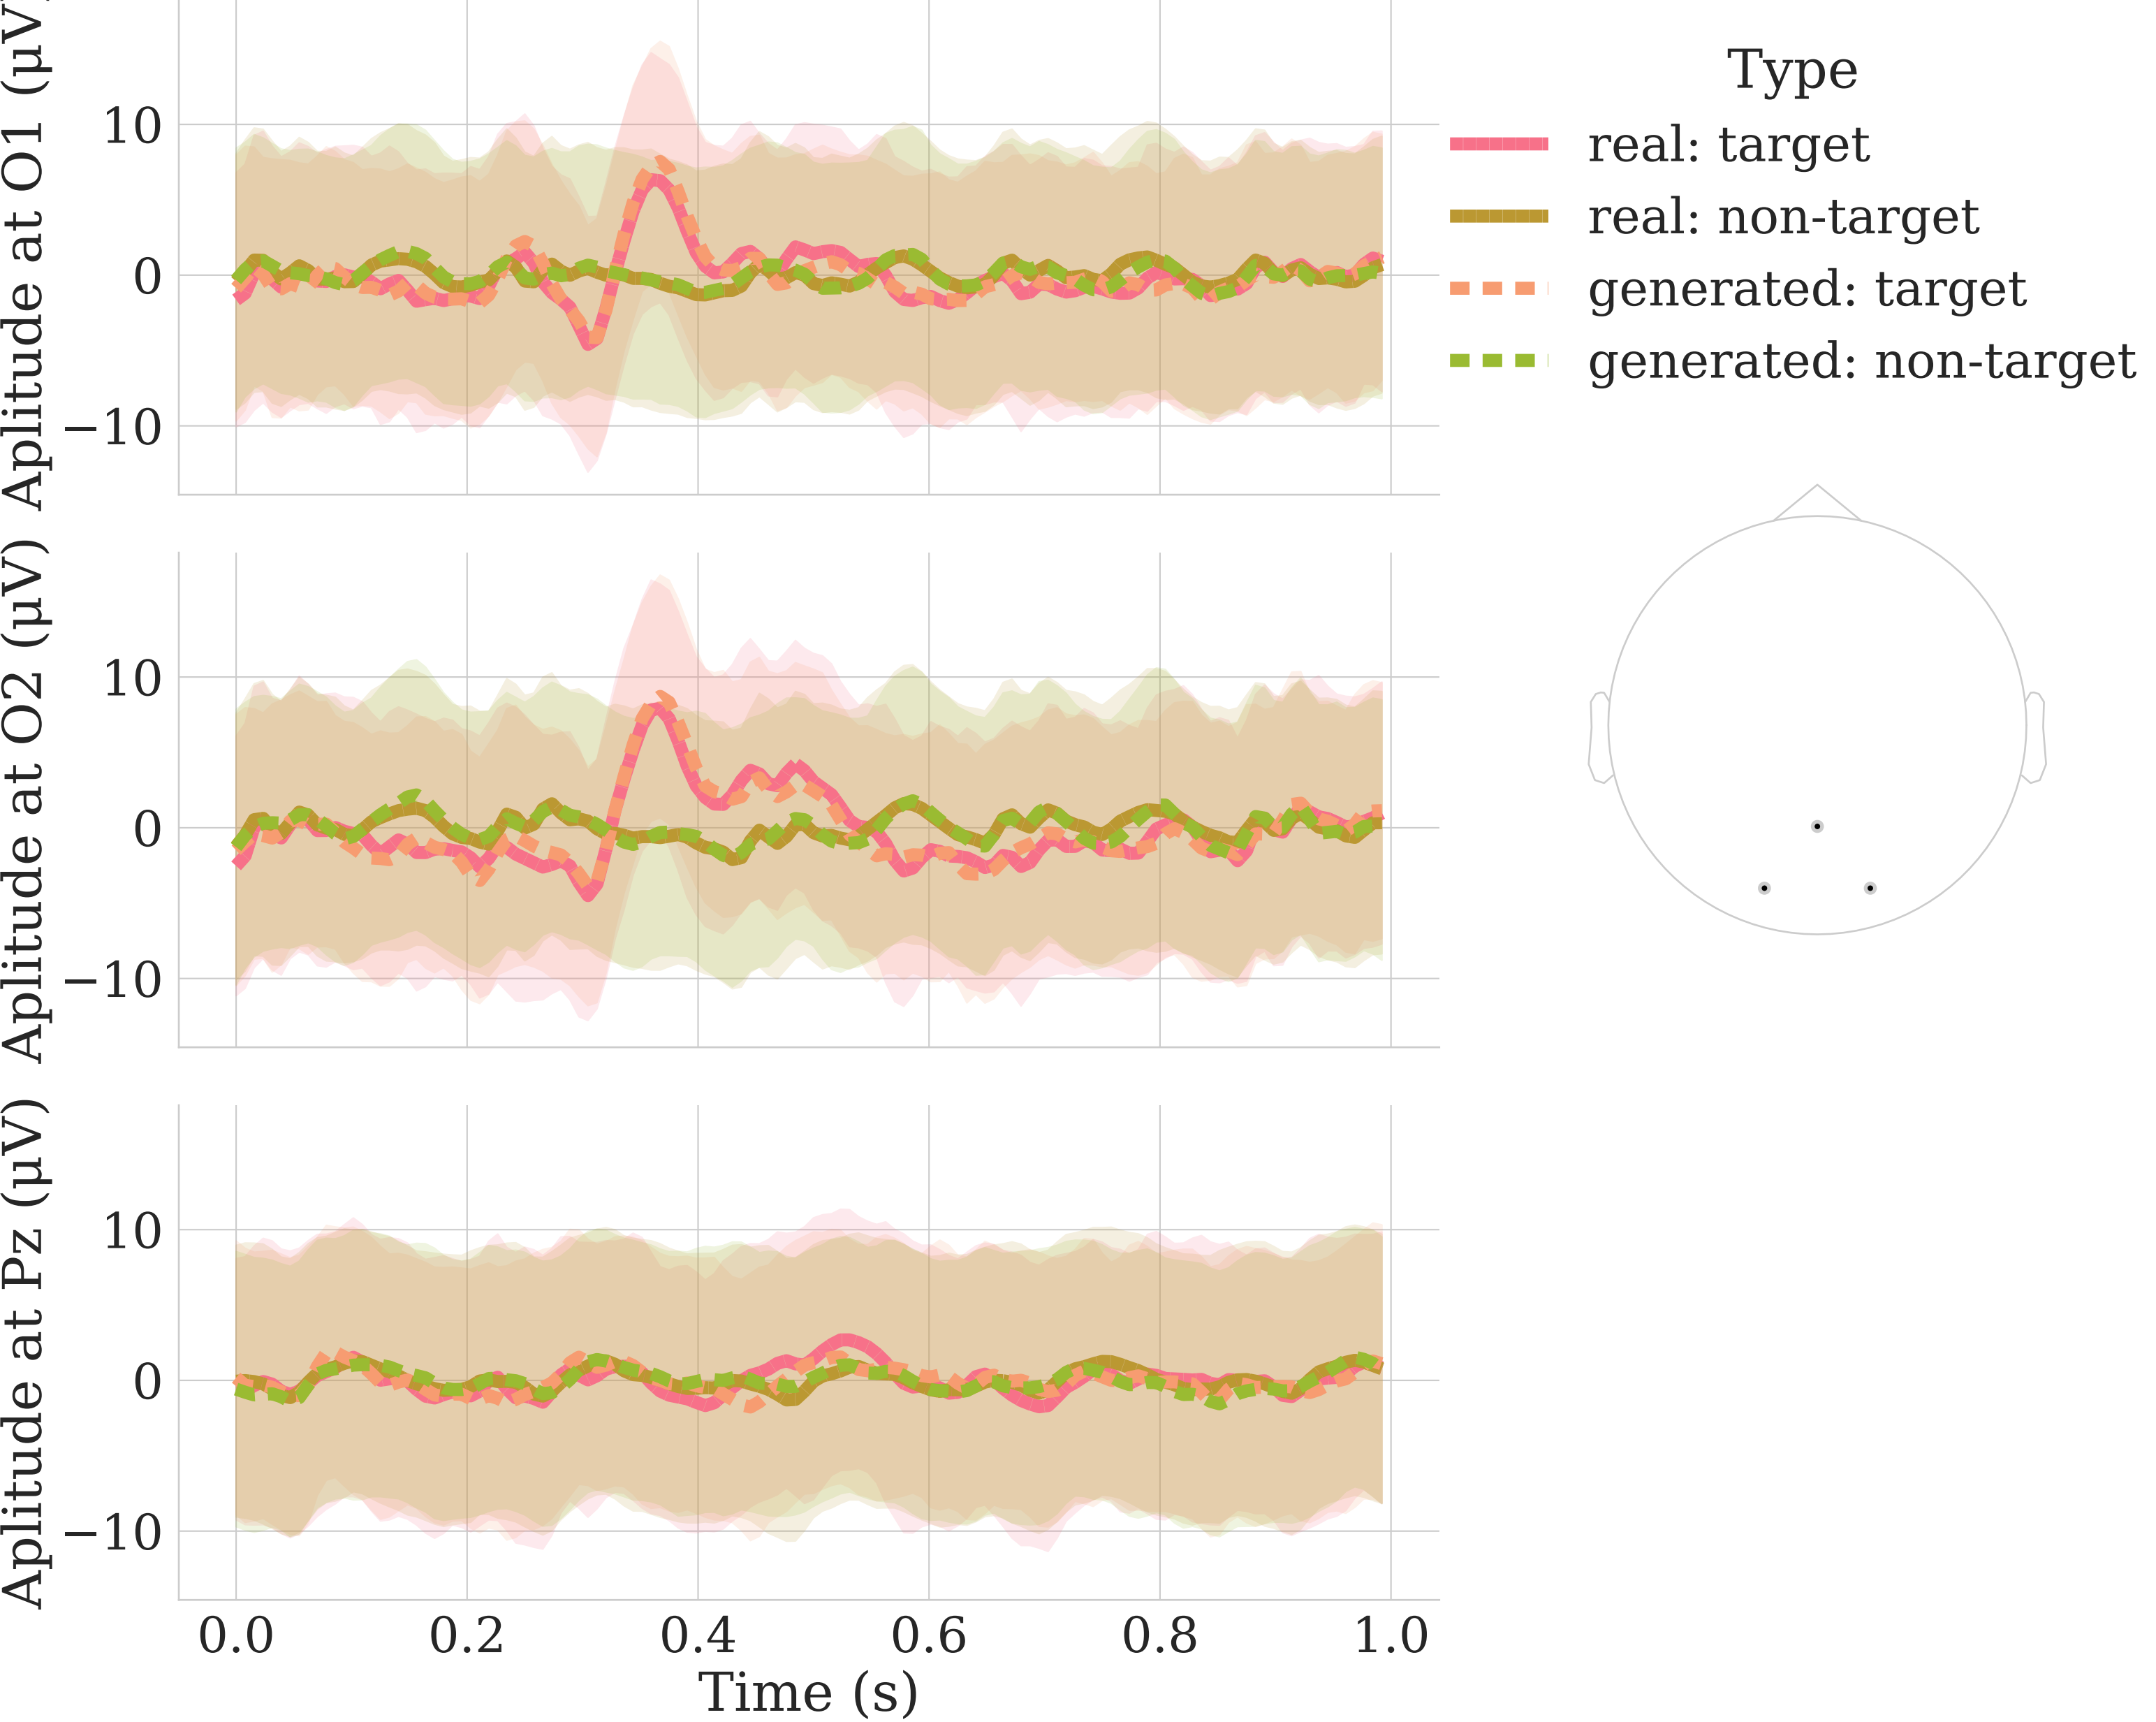 Aplitude at O1 (µV)
10
0
−10
Aplitude at O2 (µV)
10
0
−10
Aplitude at Pz (µV)
10
0
−10
0.0 0.2 0.4 0.6 0.8 1.0
Time (s)
Type
real: target
real: non-target
generated: target
generated: non-target